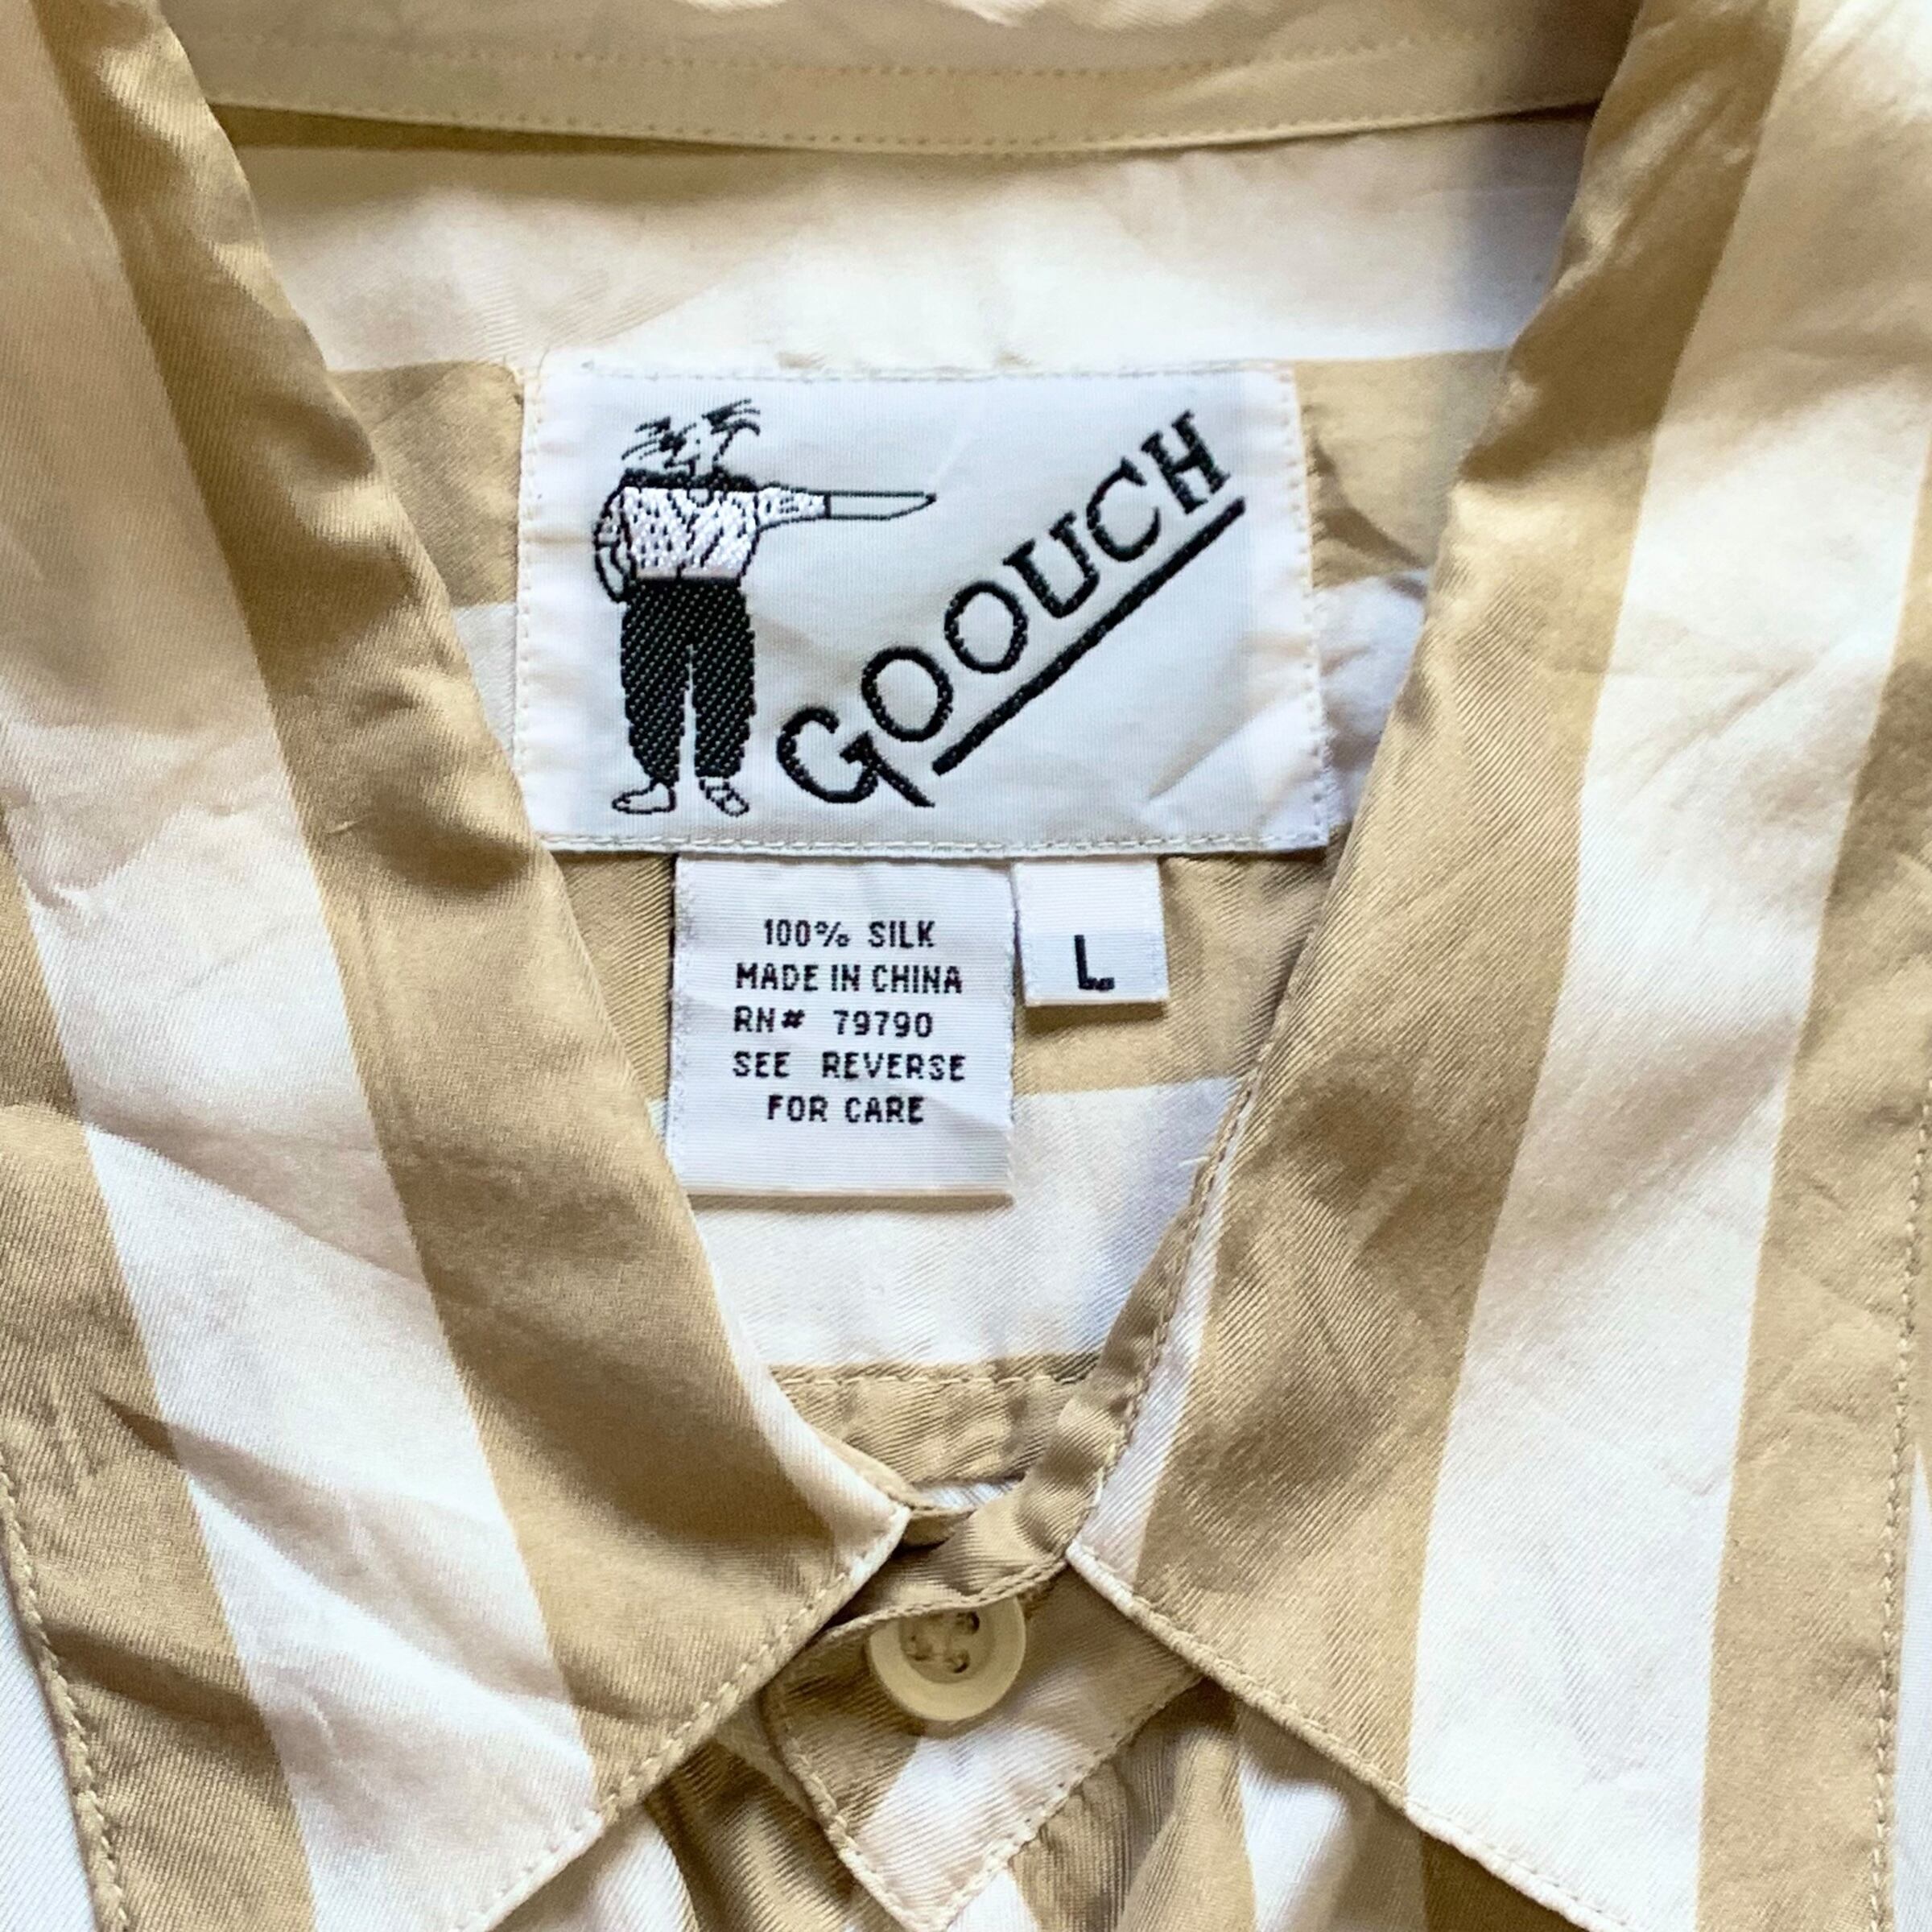 GOOUCH
100% SILK
MADE IN CHINA
RN# 79790
SEE REVERSE
FOR CARE
L